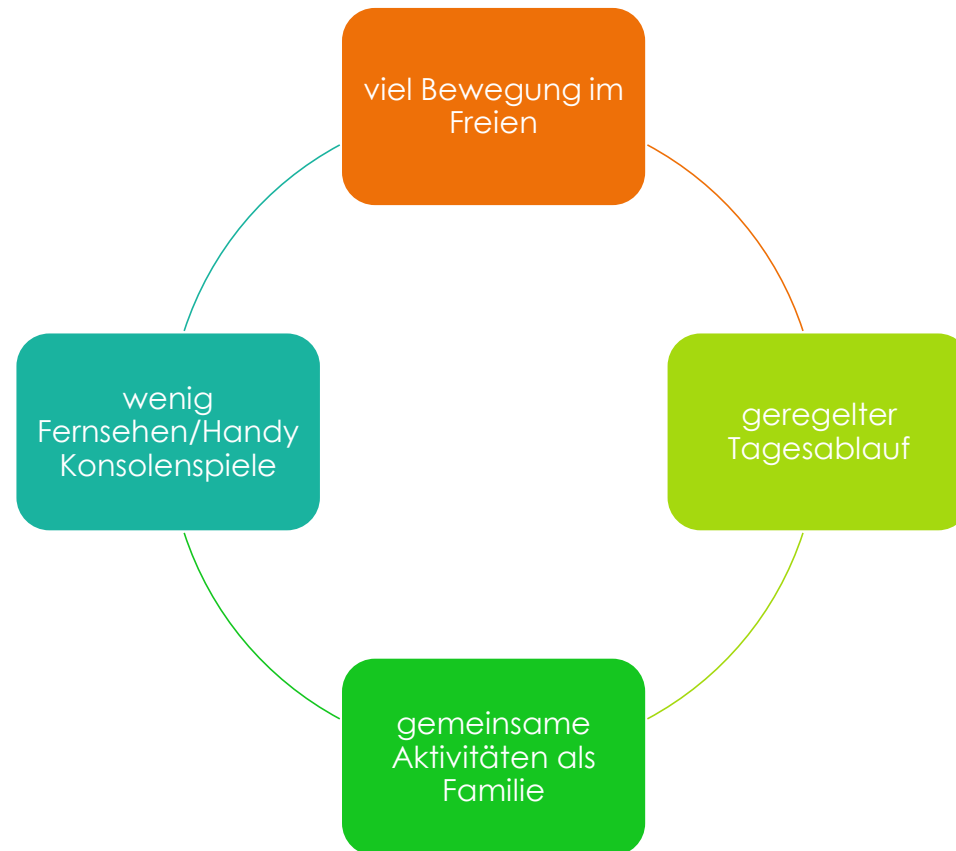 viel Bewegung im
Freien
geregelter
Tagesablauf
gemeinsame
Aktivitäten als
Familie
wenig
Fernsehen/Handy
Konsolenspiele